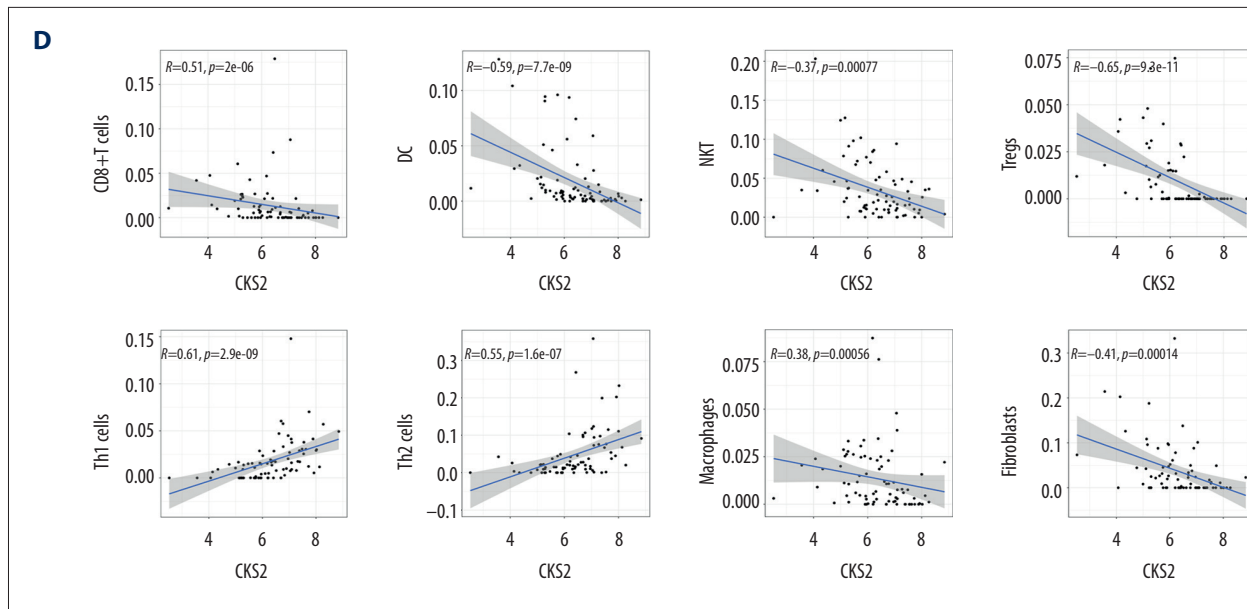 D
R=0.51, p=2e-06
CD8+T cells
0.15
0.10
0.05
0.00
4 6 8
CKS2
R=−0.59, p=7.7e-09
DC
0.10
0.05
0.00
4 6 8
CKS2
R=−0.37, p=0.00077
NKT
0.20
0.15
0.10
0.05
0.00
4 6 8
CKS2
R=−0.65, p=9.3e-11
Tregs
0.075
0.050
0.025
0.000
4 6 8
CKS2
R=0.61, p=2.9e-09
Th1 cells
0.15
0.10
0.05
0.00
4 6 8
CKS2
R=0.55, p=1.6e-07
Th2 cells
0.3
0.2
0.1
0.0
−0.1
4 6 8
CKS2
R=0.38, p=0.00056
Macrophages
0.075
0.050
0.025
0.000
4 6 8
CKS2
R=−0.41, p=0.00014
Fibroblasts
0.3
0.2
0.1
0.0
4 6 8
CKS2